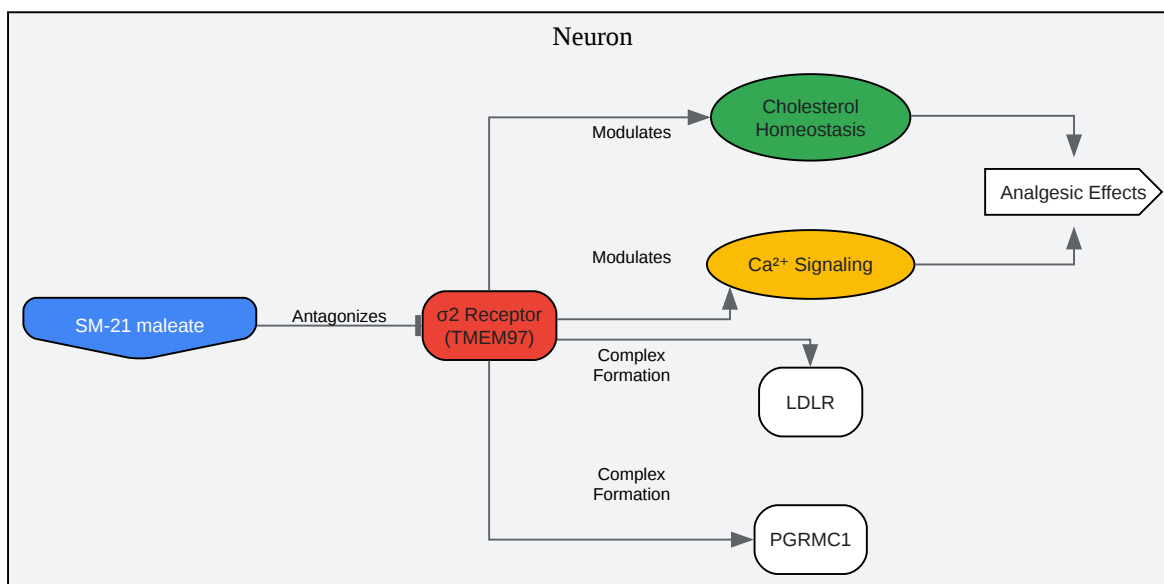 Neuron
Cholesterol
Homeostasis
Modulates
Analgesic Effects
Modulates
Ca²⁺ Signaling
SM-21 maleate
Antagonizes
σ2 Receptor
(TMEM97)
Complex
Formation
LDLR
Complex
Formation
PGRMC1